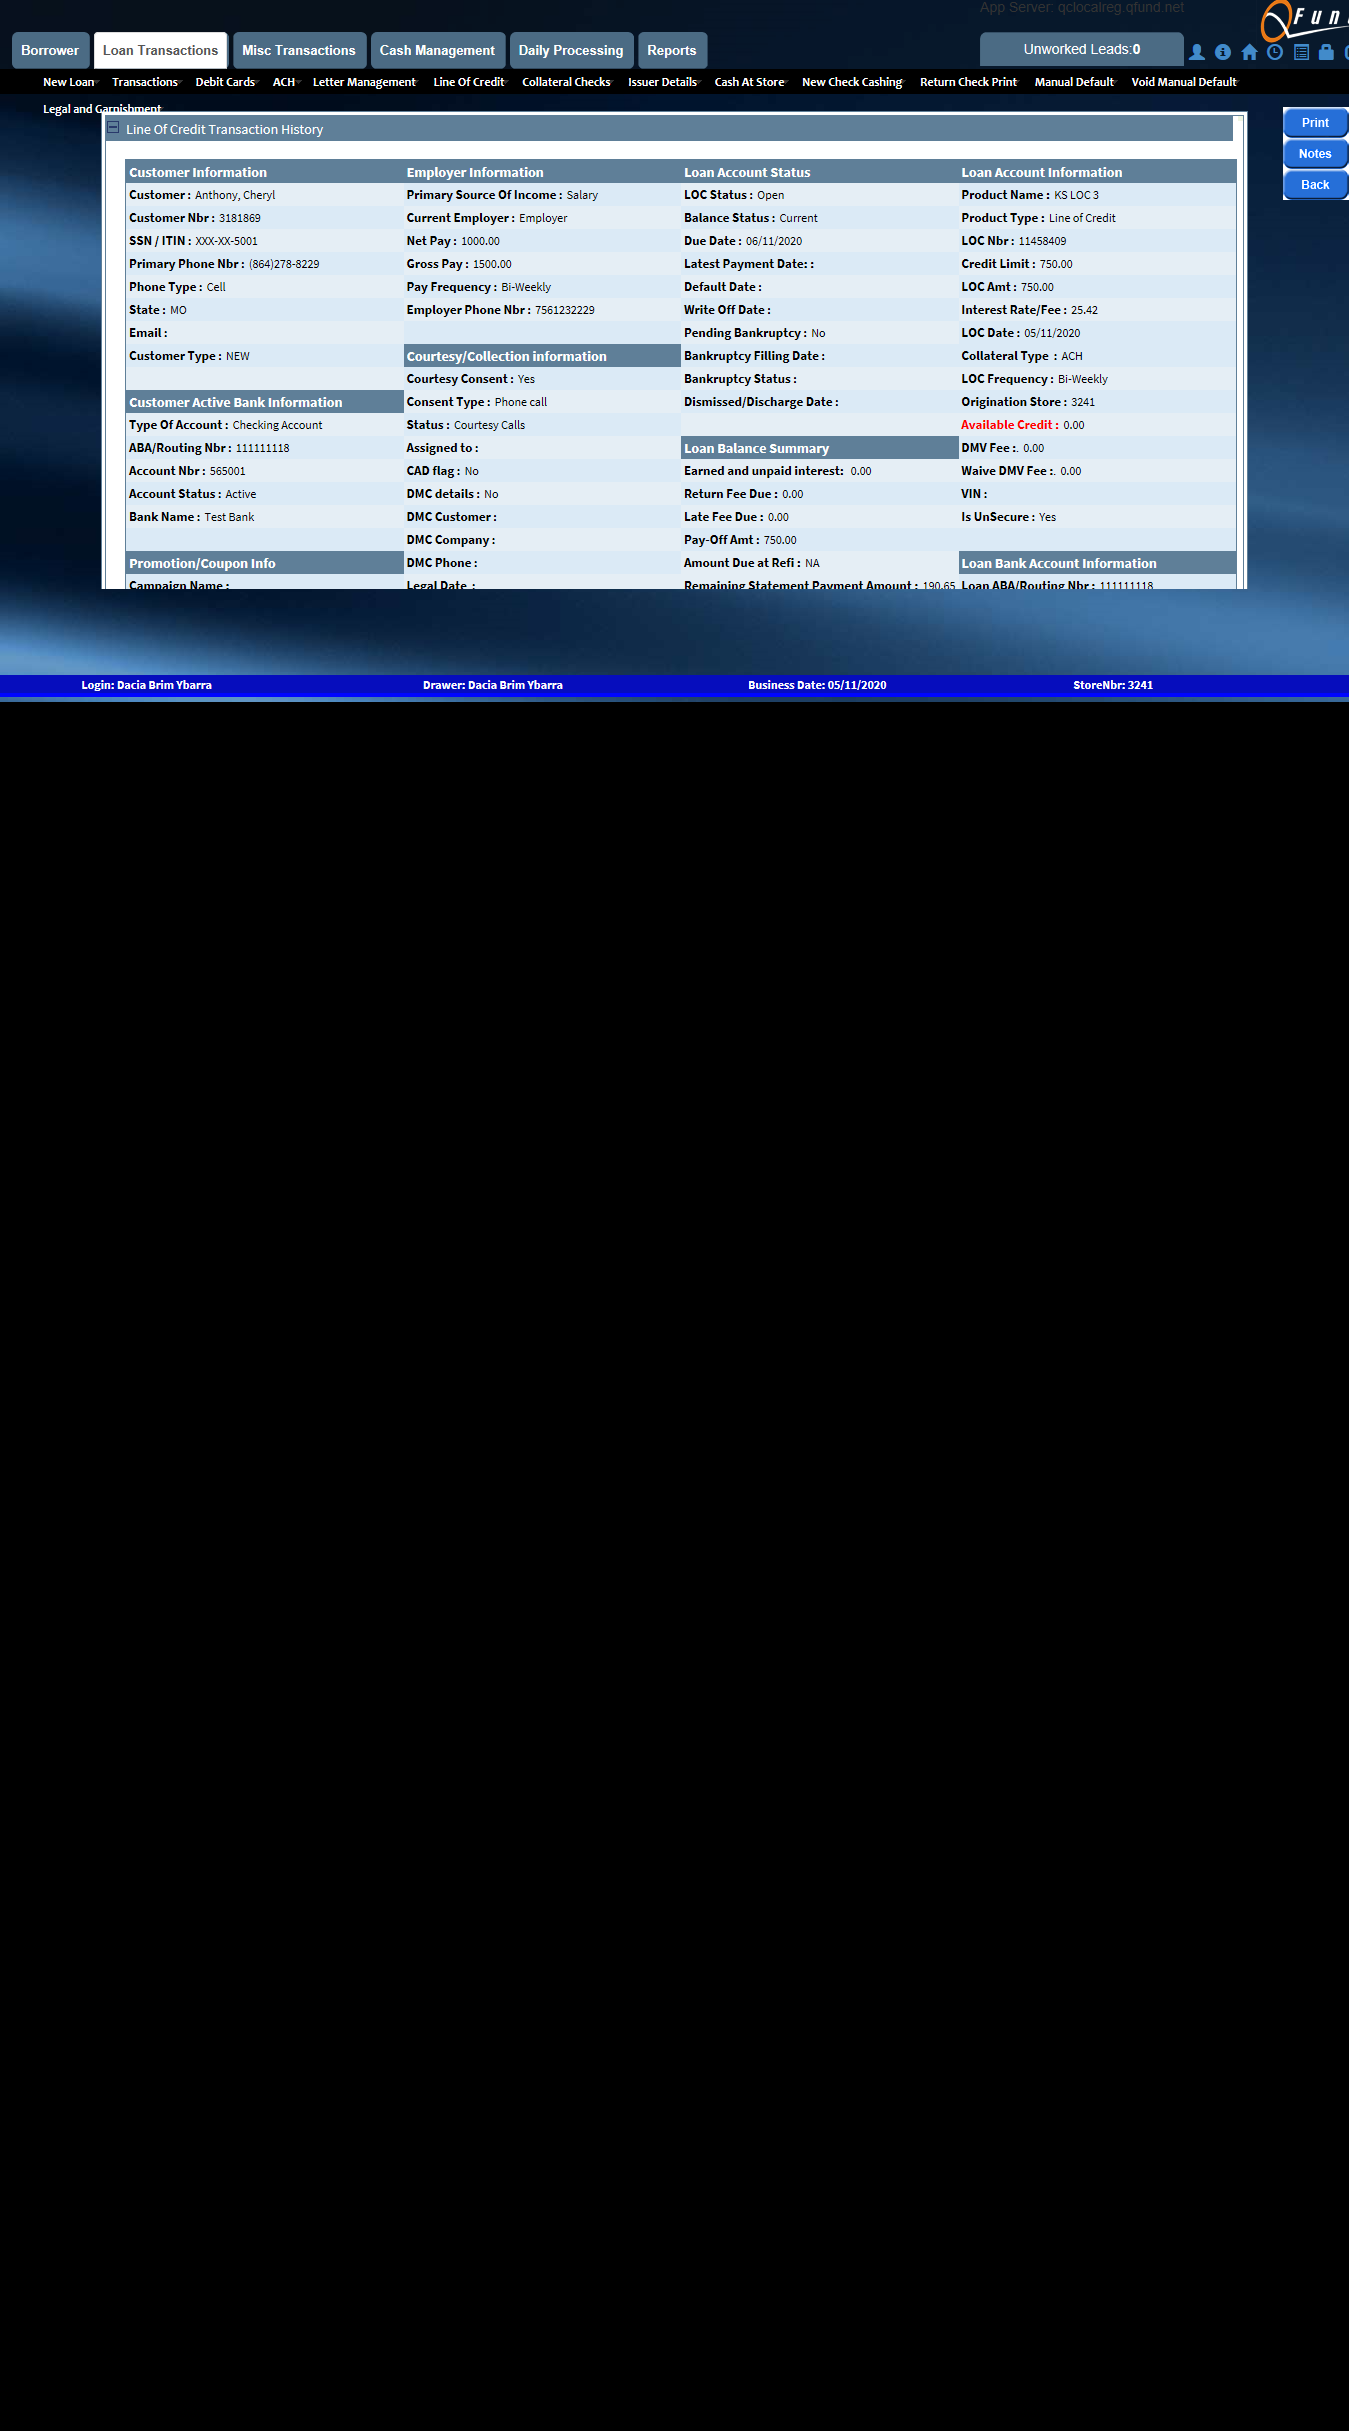 App Server: qclocalreg.qfund.net
QFun
Borrower Loan Transactions Misc Transactions Cash Management Daily Processing Reports Unworked Leads:0
New Loan Transactions Debit Cards ACH Letter Management Line Of Credit Collateral Checks Issuer Details Cash At Store New Check Cashing Return Check Print Manual Default Void Manual Default
Legal and Garnishment
Print
Notes
Back
Line Of Credit Transaction History
Customer Information Employer Information Loan Account Status Loan Account Information
Customer : Anthony, Cheryl Primary Source Of Income : Salary LOC Status : Open Product Name : KS LOC 3
Customer Nbr : 3181869 Current Employer : Employer Balance Status : Current Product Type : Line of Credit
SSN / ITIN : XXX-XX-5001 Net Pay : 1000.00 Due Date : 06/11/2020 LOC Nbr : 11458409
Primary Phone Nbr : (864)278-8229 Gross Pay : 1500.00 Latest Payment Date: : Credit Limit : 750.00
Phone Type : Cell Pay Frequency : Bi-Weekly Default Date : LOC Amt : 750.00
State : MO Employer Phone Nbr : 7561232229 Write Off Date : Interest Rate/Fee : 25.42
Email : Pending Bankruptcy : No LOC Date : 05/11/2020
Customer Type : NEW Courtesy/Collection information Bankruptcy Filling Date : Collateral Type : ACH
Courtesy Consent : Yes Bankruptcy Status : LOC Frequency : Bi-Weekly
Customer Active Bank Information Consent Type : Phone call Dismissed/Discharge Date : Origination Store : 3241
Type Of Account : Checking Account Status : Courtesy Calls Available Credit : 0.00
ABA/Routing Nbr : 111111118 Assigned to : Loan Balance Summary DMV Fee :. 0.00
Account Nbr : 565001 CAD flag : No Earned and unpaid interest: 0.00 Waive DMV Fee :. 0.00
Account Status : Active DMC details : No Return Fee Due : 0.00 VIN :
Bank Name : Test Bank DMC Customer : Late Fee Due : 0.00 Is UnSecure : Yes
DMC Company : Pay-Off Amt : 750.00
Promotion/Coupon Info DMC Phone : Amount Due at Refi : NA Loan Bank Account Information
Campaign Name : Legal Date : Remaining Statement Payment Amount : 190.65 Loan ABA/Routing Nbr : 111111118
Login: Dacia Brim Ybarra Drawer: Dacia Brim Ybarra Business Date: 05/11/2020 StoreNbr: 3241